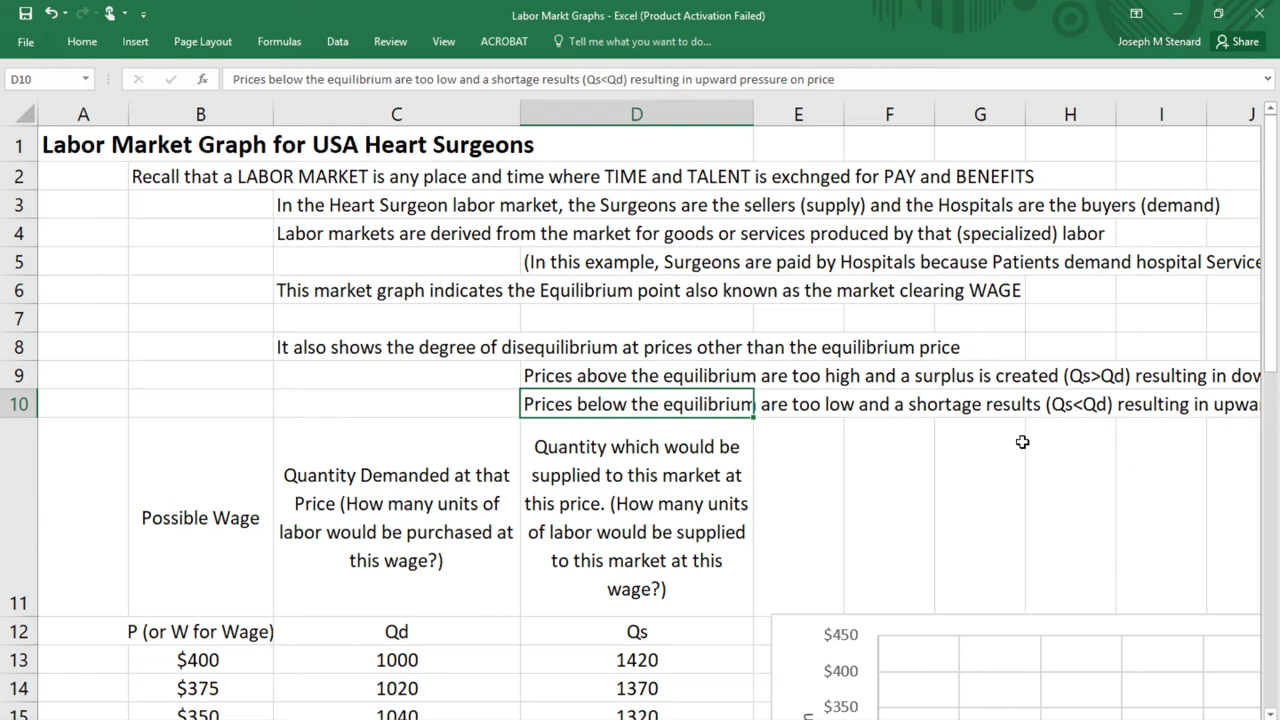 Labor Markt Graphs - Excel (Product Activation Failed)
File Home Insert Page Layout Formulas Data Review View ACROBAT Tell me what you want to do... Joseph M Stenard Share
D10 fx Prices below the equilibrium are too low and a shortage results (Qs<Qd) resulting in upward pressure on price
A B C D E F G H I J
1 Labor Market Graph for USA Heart Surgeons
2 Recall that a LABOR MARKET is any place and time where TIME and TALENT is exchnged for PAY and BENEFITS
3 In the Heart Surgeon labor market, the Surgeons are the sellers (supply) and the Hospitals are the buyers (demand)
4 Labor markets are derived from the market for goods or services produced by that (specialized) labor
5 (In this example, Surgeons are paid by Hospitals because Patients demand hospital Service
6 This market graph indicates the Equilibrium point also known as the market clearing WAGE
7
8 It also shows the degree of disequilibrium at prices other than the equilibrium price
9 Prices above the equilibrium are too high and a surplus is created (Qs>Qd) resulting in dow
10 Prices below the equilibrium are too low and a shortage results (Qs<Qd) resulting in upwa
Possible Wage
Quantity Demanded at that
Price (How many units of
labor would be purchased at
this wage?)
Quantity which would be
supplied to this market at
this price. (How many units
of labor would be supplied
to this market at this
wage?)
11
12 P (or W for Wage) Qd Qs
13 $400 1000 1420
14 $375 1020 1370
15 $350 1040 1320
$450
$400
$350